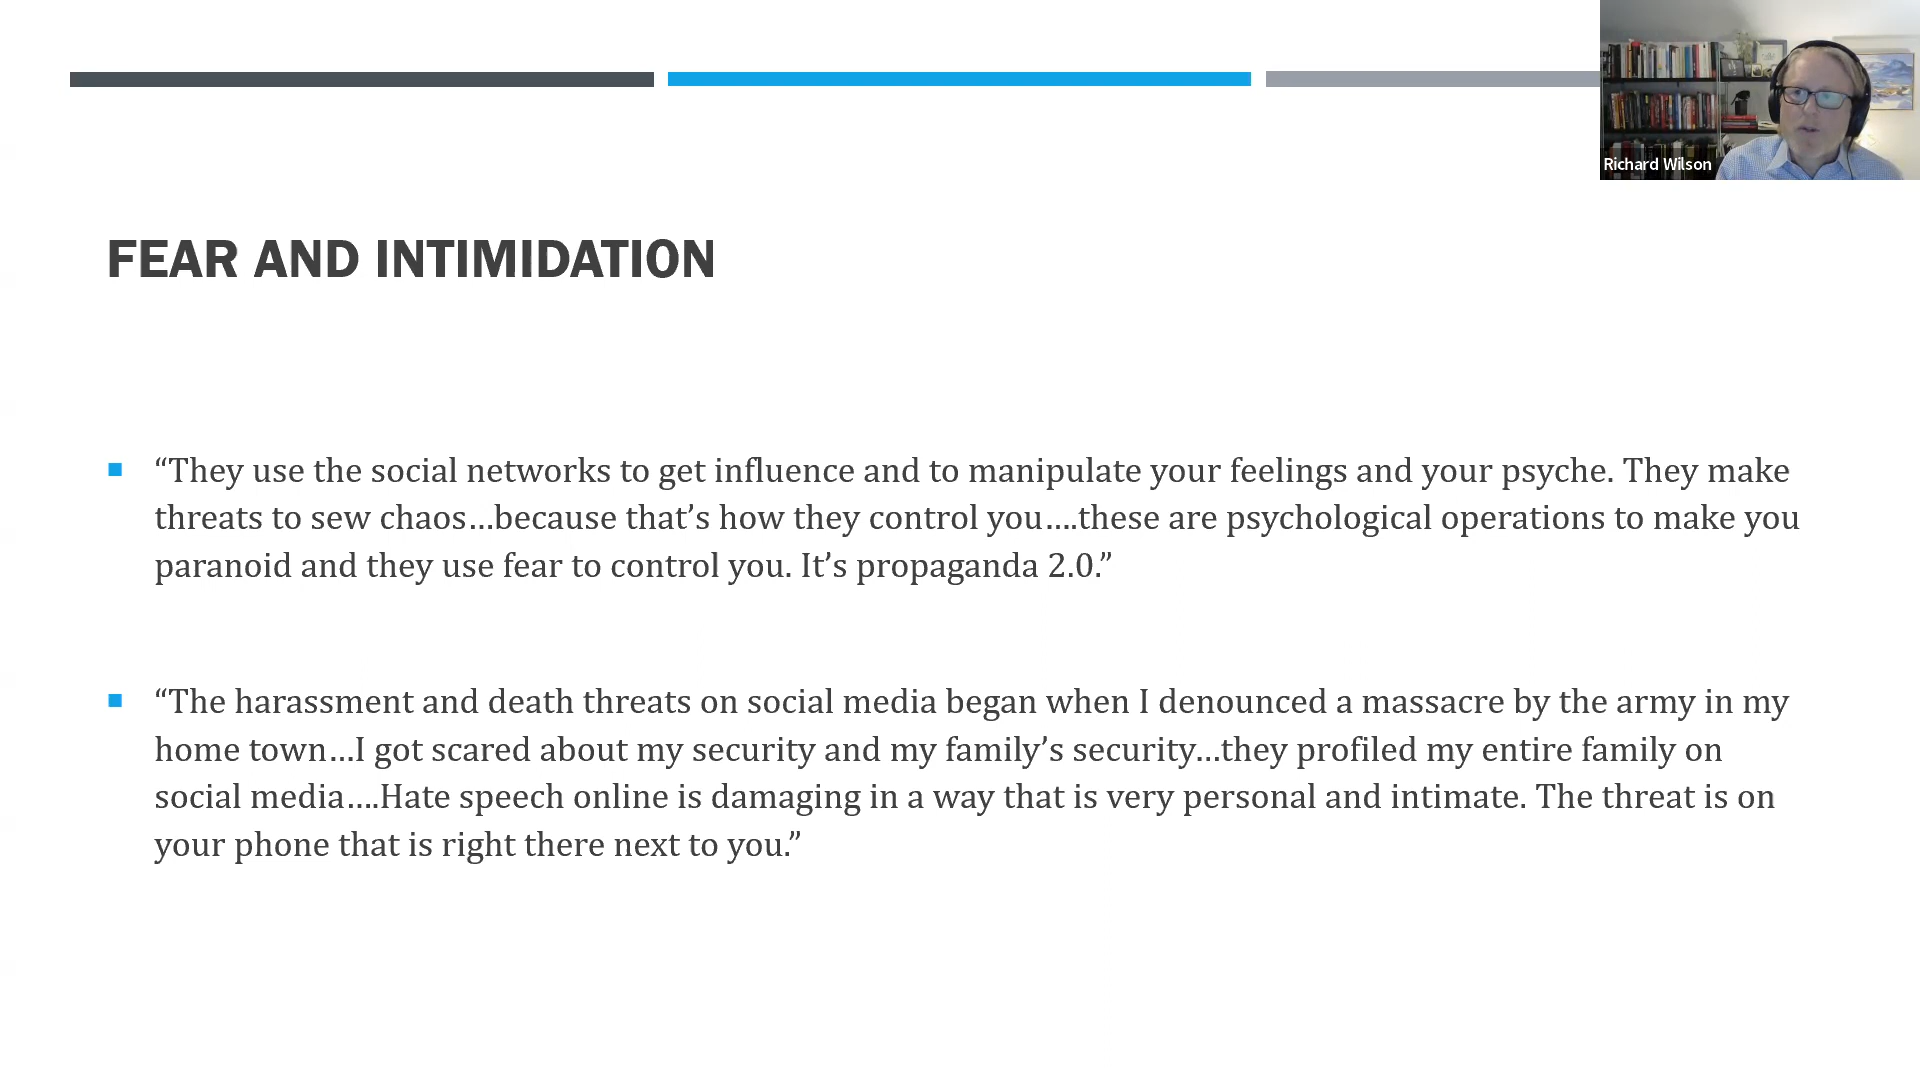 Richard Wilson
FEAR AND INTIMIDATION
“They use the social networks to get influence and to manipulate your feelings and your psyche. They make
threats to sew chaos…because that’s how they control you….these are psychological operations to make you
paranoid and they use fear to control you. It’s propaganda 2.0.”
“The harassment and death threats on social media began when I denounced a massacre by the army in my
home town…I got scared about my security and my family’s security…they profiled my entire family on
social media….Hate speech online is damaging in a way that is very personal and intimate. The threat is on
your phone that is right there next to you.”